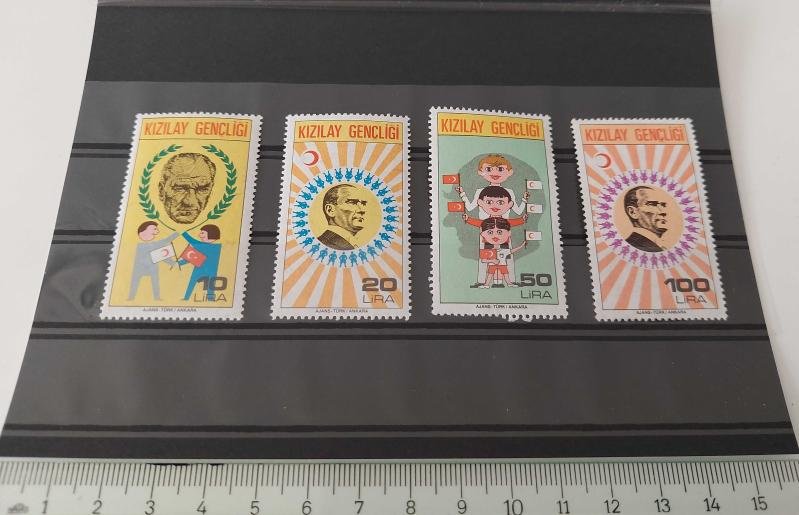 KIZILAY GENÇLİĞİ
10
LİRA
AJANS-TÜRK/ANKARA
KIZILAY GENÇLİĞİ
20
LİRA
AJANS-TÜRK/ANKARA
KIZILAY GENÇLİĞİ
50
LİRA
AJANS-TÜRK/ANKARA
KIZILAY GENÇLİĞİ
100
LİRA
AJANS-TÜRK/ANKARA
1 2 3 4 5 6 7 8 9 10 11 12 13 14 15